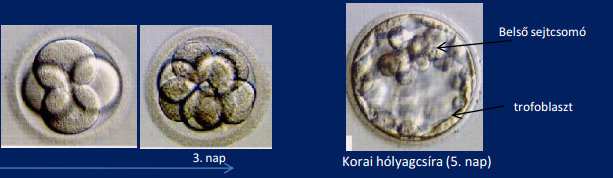 Belső sejtcsomó
trofoblaszt
3. nap
Korai hólyagcsíra (5. nap)